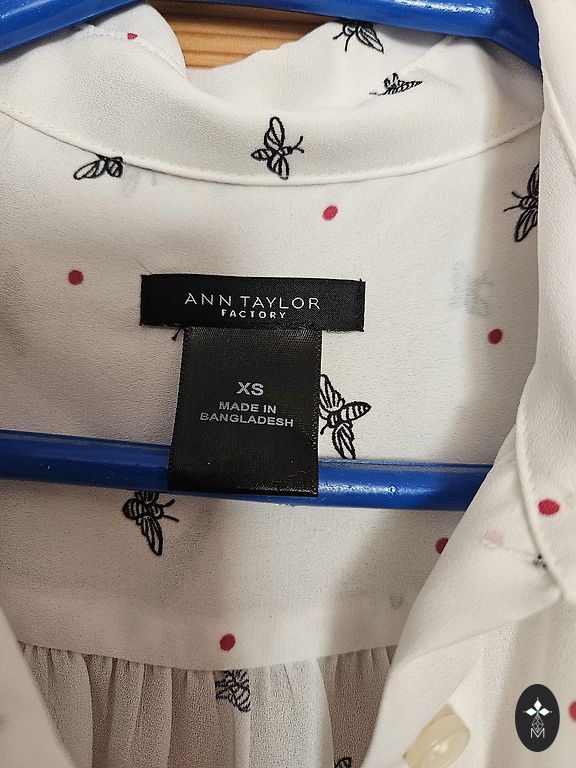 ANN TAYLOR
FACTORY
XS
MADE IN
BANGLADESH
M